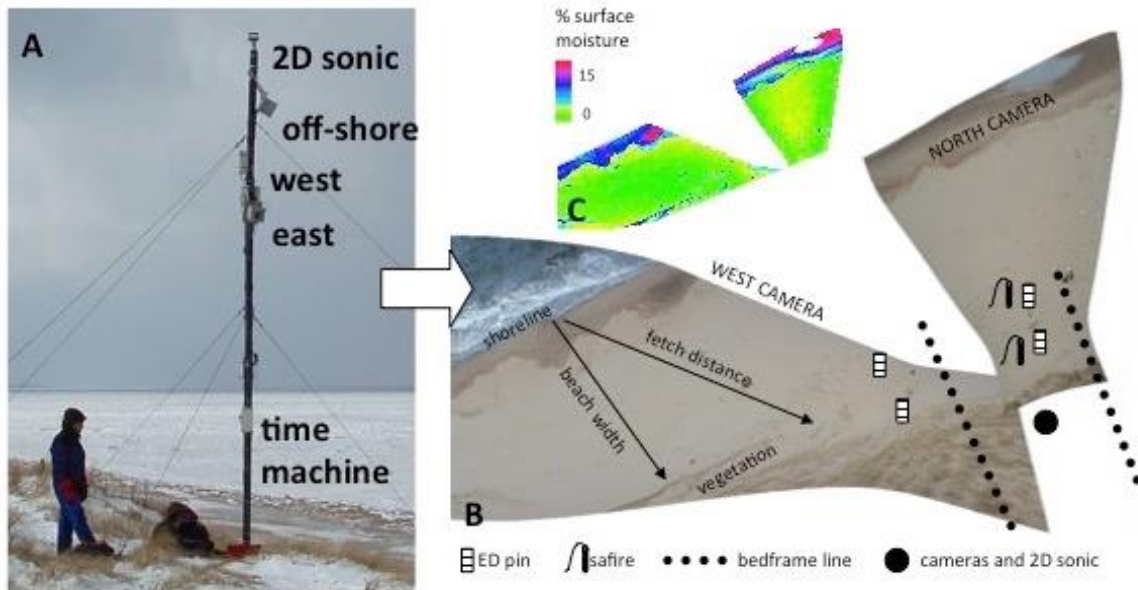 A
2D sonic
off-shore
west
east
time
machine
% surface
moisture
15
0
C
NORTH CAMERA
WEST CAMERA
shoreline
fetch distance
beach width
vegetation
B
ED pin
safire
bedframe line
cameras and 2D sonic